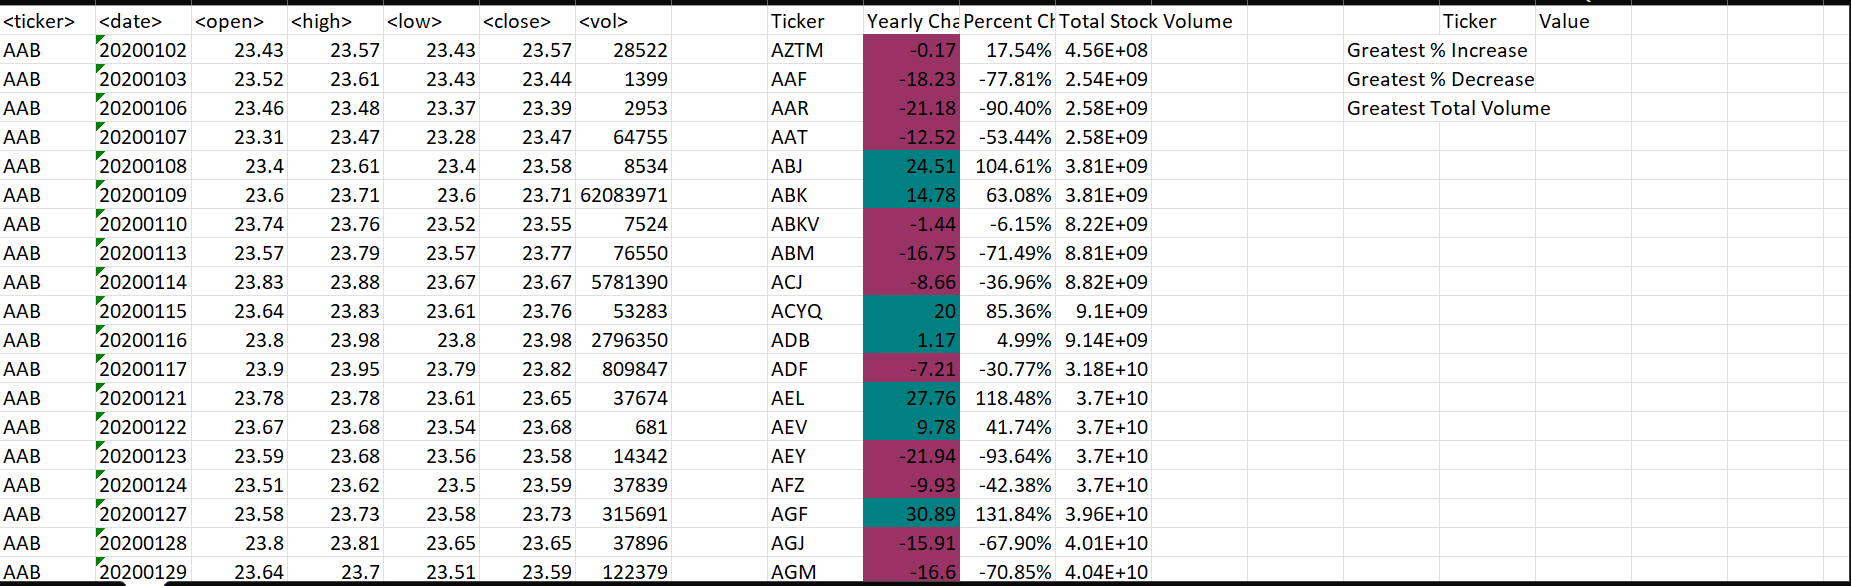 <ticker> <date> <open> <high> <low> <close> <vol> Ticker Yearly Cha Percent Ch Total Stock Volume Ticker Value
AAB 20200102 23.43 23.57 23.43 23.57 28522 AZTM -0.17 17.54% 4.56E+08 Greatest % Increase
AAB 20200103 23.52 23.61 23.43 23.44 1399 AAF -18.23 -77.81% 2.54E+09 Greatest % Decrease
AAB 20200106 23.46 23.48 23.37 23.39 2953 AAR -21.18 -90.40% 2.58E+09 Greatest Total Volume
AAB 20200107 23.31 23.47 23.28 23.47 64755 AAT -12.52 -53.44% 2.58E+09
AAB 20200108 23.4 23.61 23.4 23.58 8534 ABJ 24.51 104.61% 3.81E+09
AAB 20200109 23.6 23.71 23.6 23.71 62083971 ABK 14.78 63.08% 3.81E+09
AAB 20200110 23.74 23.76 23.52 23.55 7524 ABKV -1.44 -6.15% 8.22E+09
AAB 20200113 23.57 23.79 23.57 23.77 76550 ABM -16.75 -71.49% 8.81E+09
AAB 20200114 23.83 23.88 23.67 23.67 5781390 ACJ -8.66 -36.96% 8.82E+09
AAB 20200115 23.64 23.83 23.61 23.76 53283 ACYQ 20 85.36% 9.1E+09
AAB 20200116 23.8 23.98 23.8 23.98 2796350 ADB 1.17 4.99% 9.14E+09
AAB 20200117 23.9 23.95 23.79 23.82 809847 ADF -7.21 -30.77% 3.18E+10
AAB 20200121 23.78 23.78 23.61 23.65 37674 AEL 27.76 118.48% 3.7E+10
AAB 20200122 23.67 23.68 23.54 23.68 681 AEV 9.78 41.74% 3.7E+10
AAB 20200123 23.59 23.68 23.56 23.58 14342 AEY -21.94 -93.64% 3.7E+10
AAB 20200124 23.51 23.62 23.5 23.59 37839 AFZ -9.93 -42.38% 3.7E+10
AAB 20200127 23.58 23.73 23.58 23.73 315691 AGF 30.89 131.84% 3.96E+10
AAB 20200128 23.8 23.81 23.65 23.65 37896 AGJ -15.91 -67.90% 4.01E+10
AAB 20200129 23.64 23.7 23.51 23.59 122379 AGM -16.6 -70.85% 4.04E+10